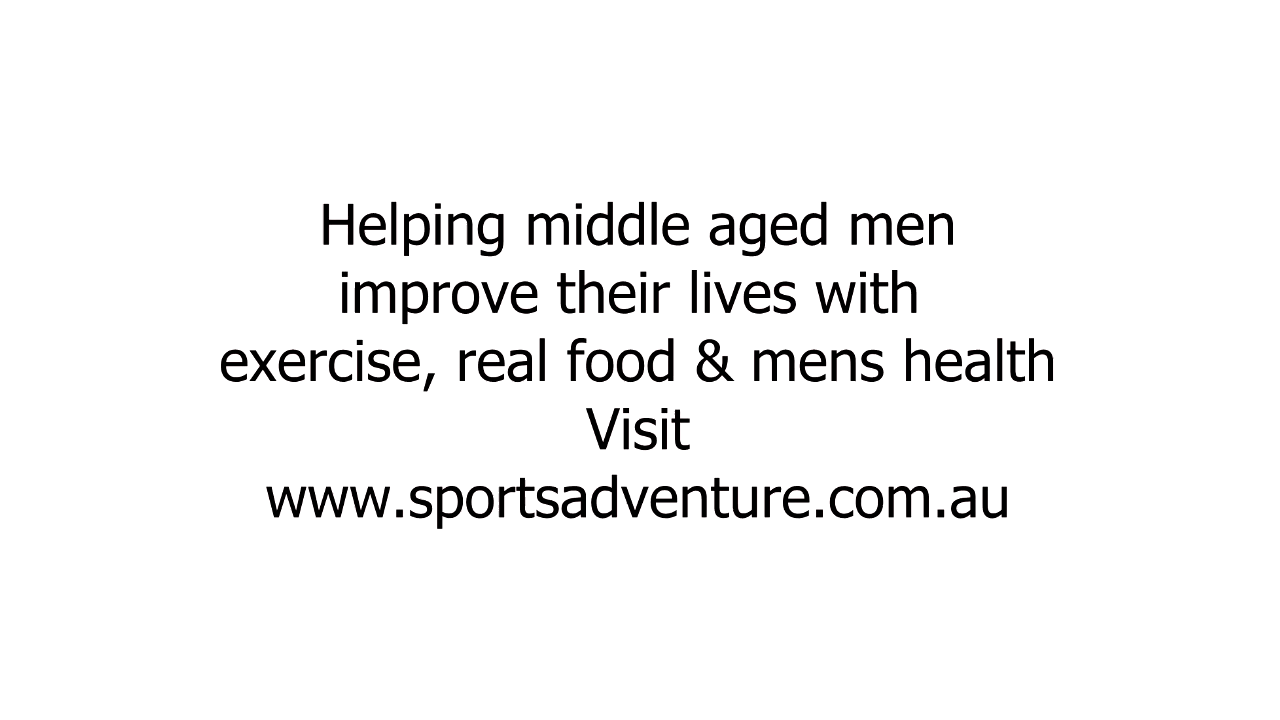 Helping middle aged men
improve their lives with
exercise, real food & mens health
Visit
www.sportsadventure.com.au